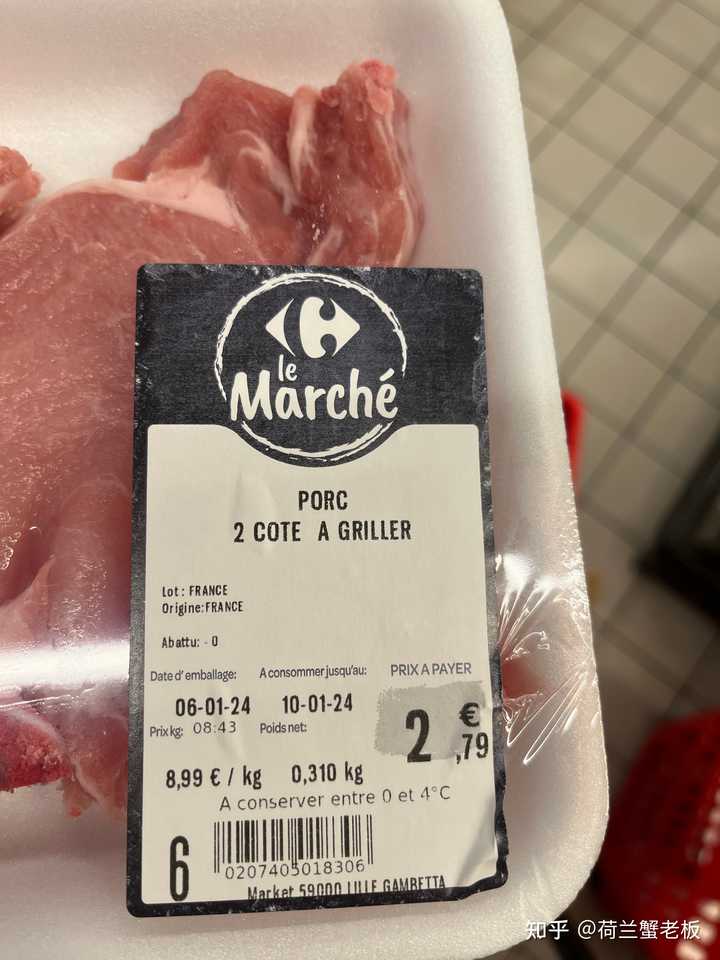 le
Marché
PORC
2 COTE A GRILLER
Lot: FRANCE
Origine:FRANCE
Abattu: - 0
Date d' emballage: A consommer jusqu'au: PRIX A PAYER
06-01-24 10-01-24
2 € ,79
Prix kg: 08:43 Poids net:
8,99 € / kg 0,310 kg
A conserver entre 0 et 4°C
6
0207405018306
Market 59000 LILLE GAMBETTA
知乎 @荷兰蟹老板